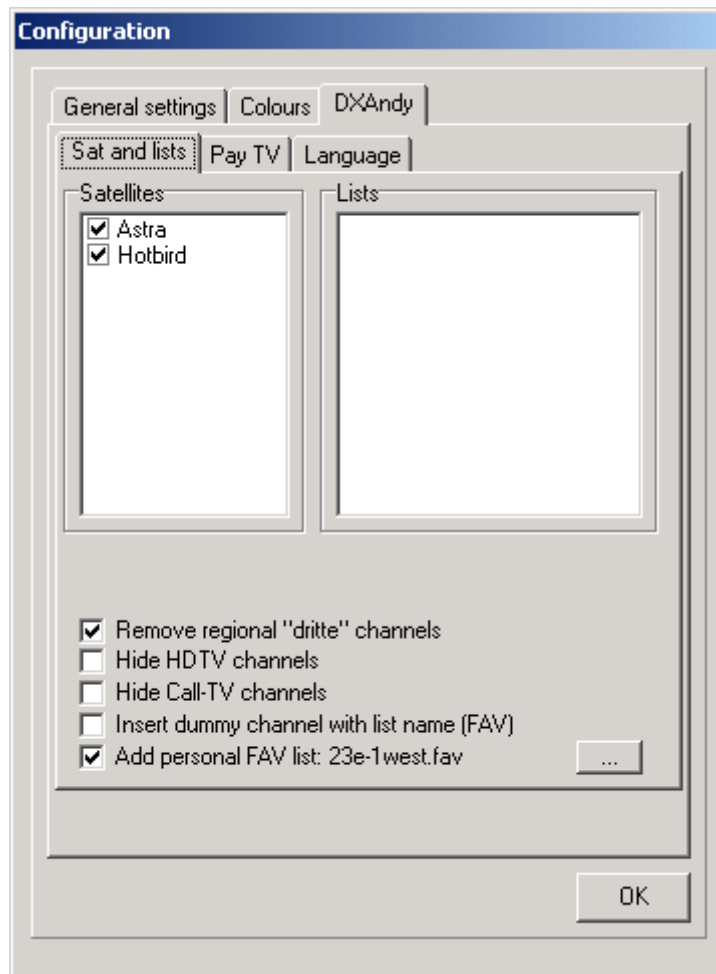 Configuration
General settings Colours DXAndy
Sat and lists Pay TV Language
Satellites Lists
Astra
Hotbird
Remove regional "dritte" channels
Hide HDTV channels
Hide Call-TV channels
Insert dummy channel with list name (FAV)
Add personal FAV list: 23e-1west.fav ...
OK